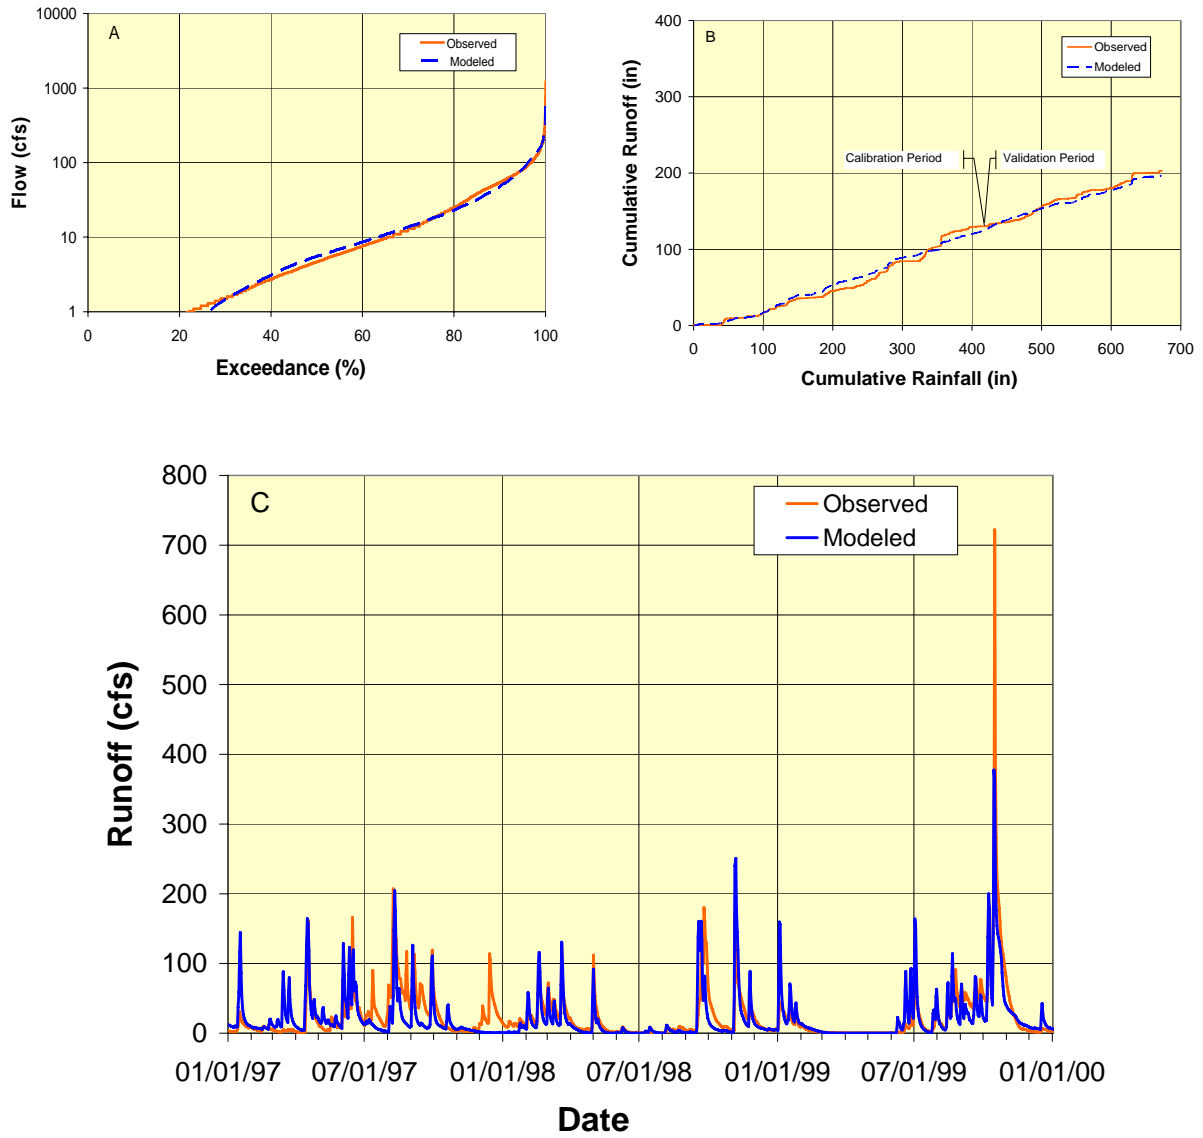 A
Observed
Modeled
10000
1000
100
10
1
0
20
40
60
80
100
Flow (cfs)
Exceedance (%)
B
Observed
Modeled
Calibration Period
Validation Period
400
300
200
100
0
0
100
200
300
400
500
600
700
Cumulative Runoff (in)
Cumulative Rainfall (in)
C
Observed
Modeled
800
700
600
500
400
300
200
100
0
01/01/97
07/01/97
01/01/98
07/01/98
01/01/99
07/01/99
01/01/00
Runoff (cfs)
Date